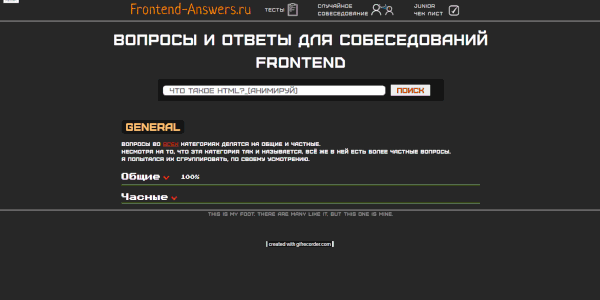 Frontend-Answers.ru
ТЕСТЫ
СЛУЧАЙНОЕ
СОБЕСЕДОВАНИЕ
JUNIOR
ЧЕК ЛИСТ
ВОПРОСЫ И ОТВЕТЫ ДЛЯ СОБЕСЕДОВАНИЙ
FRONTEND
ЧТО ТАКОЕ HTML?_[АНИМИРУЙ]
ПОИСК
GENERAL
ВОПРОСЫ ВО ВСЕХ КАТЕГОРИЯХ ДЕЛЯТСЯ НА ОБЩИЕ И ЧАСТНЫЕ.
НЕСМОТРЯ НА ТО, ЧТО ЭТА КАТЕГОРИЯ ТАК И НАЗЫВАЕТСЯ, ВСЁ ЖЕ В НЕЙ ЕСТЬ БОЛЕЕ ЧАСТНЫЕ ВОПРОСЫ.
Я ПОПЫТАЛСЯ ИХ СГРУППИРОВАТЬ, ПО СВОЕМУ УСМОТРЕНИЮ.
Общие 100%
Часные
THIS IS MY FOOT. THERE ARE MANY LIKE IT, BUT THIS ONE IS MINE.
created with gifrecorder.com